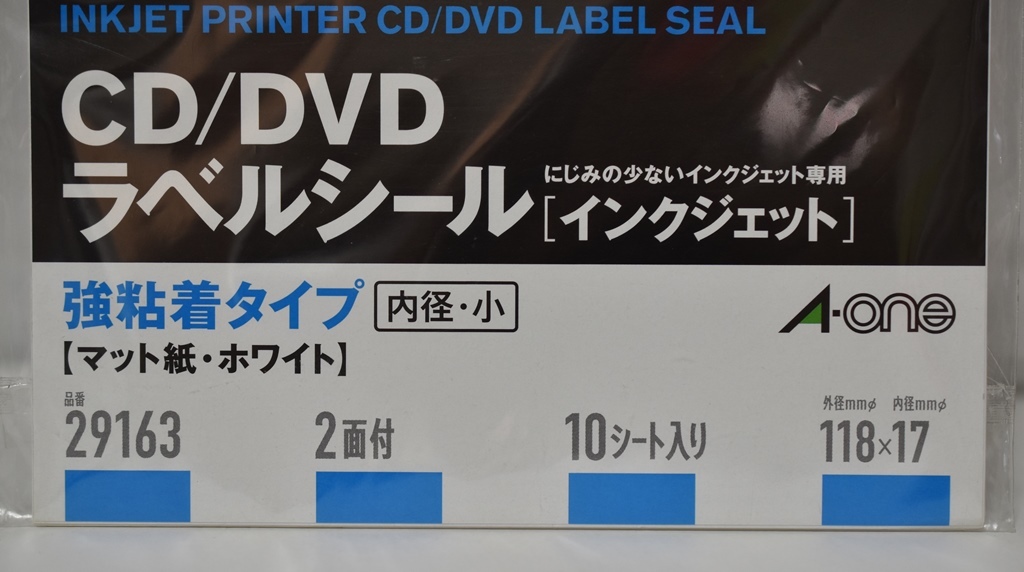 INKJET PRINTER CD/DVD LABEL SEAL
CD/DVD
ラベルシール
にじみの少ないインクジェット専用
[インクジェット]
強粘着タイプ 内径・小
A-one
【マット紙・ホワイト】
品番
29163
2面付
10シート入り
外径mmφ 内径mmφ
118×17